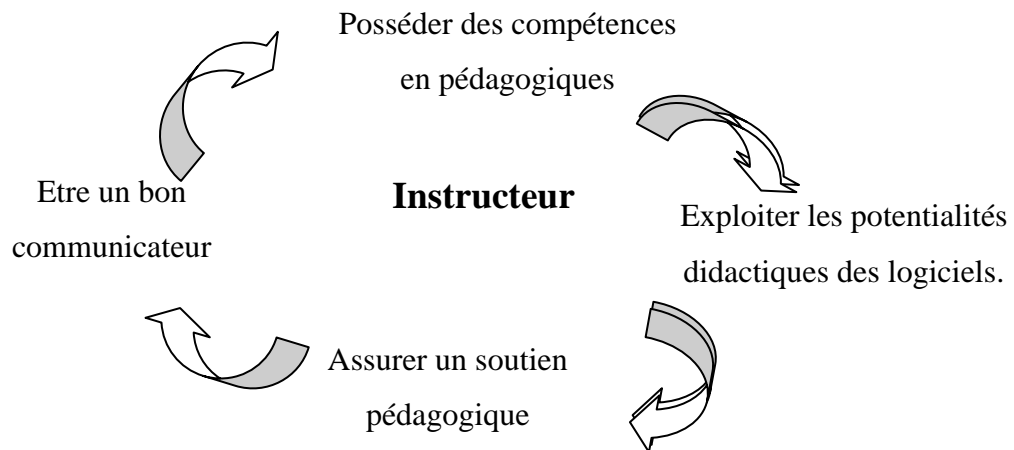 Posséder des compétences
en pédagogiques
Etre un bon
communicateur
Instructeur
Exploiter les potentialités
didactiques des logiciels.
Assurer un soutien
pédagogique